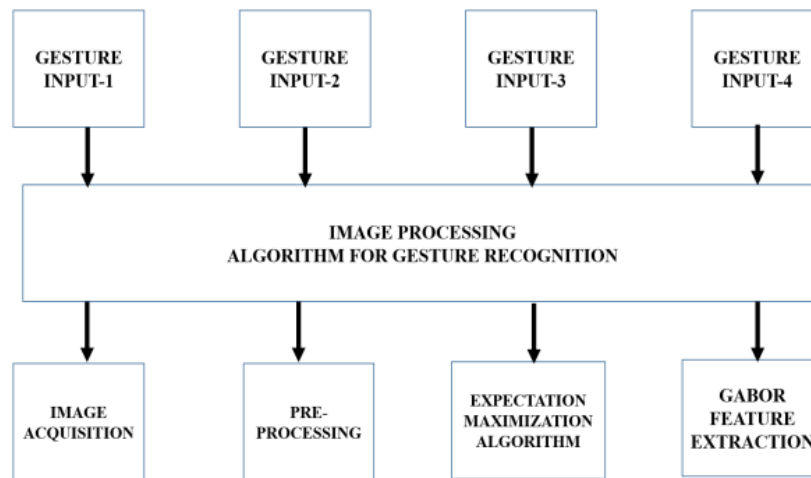 GESTURE
INPUT-1
GESTURE
INPUT-2
GESTURE
INPUT-3
GESTURE
INPUT-4
IMAGE PROCESSING
ALGORITHM FOR GESTURE RECOGNITION
IMAGE
ACQUISITION
PRE-
PROCESSING
EXPECTATION
MAXIMIZATION
ALGORITHM
GABOR
FEATURE
EXTRACTION